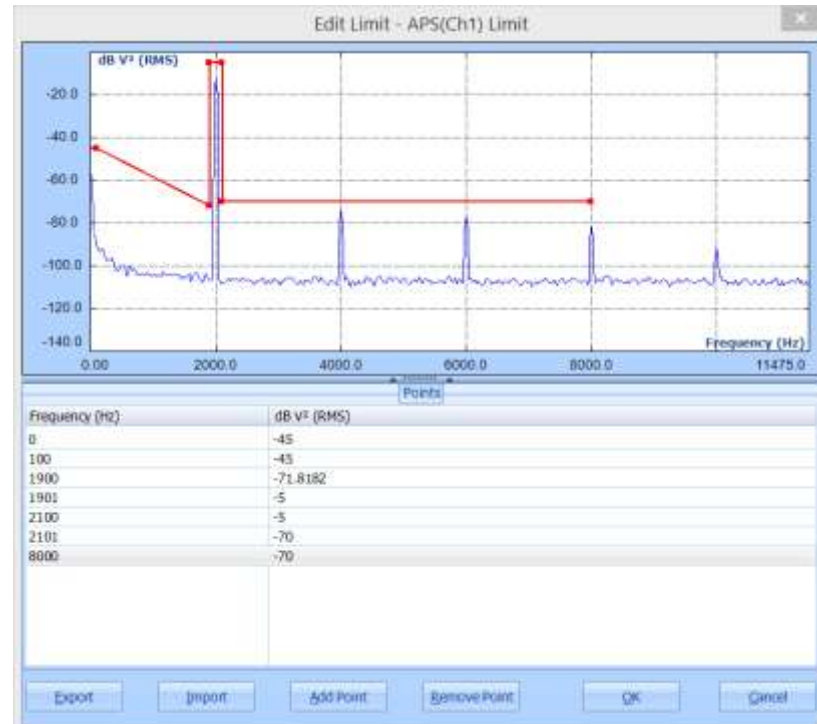 Edit Limit - APS(Ch1) Limit
dB V² (RMS)
-20.0
-40.0
-60.0
-80.0
-100.0
-120.0
-140.0
Frequency (Hz)
0.00 2000.0 4000.0 6000.0 8000.0 11475.0
Points
Frequency (Hz) dB V² (RMS)
0 -45
100 -45
1900 -71.8182
1901 -5
2100 -5
2101 -70
8000 -70
Export Import Add Point Remove Point OK Cancel